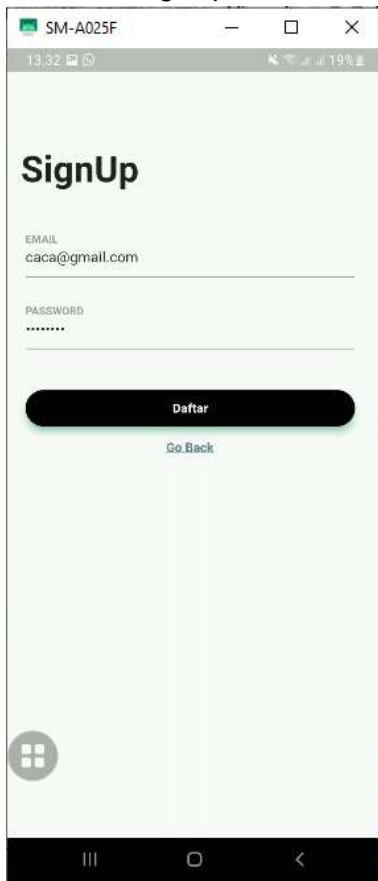 SM-A025F
13.32 19%
SignUp
EMAIL
caca@gmail.com
PASSWORD
••••••••
Daftar
Go Back